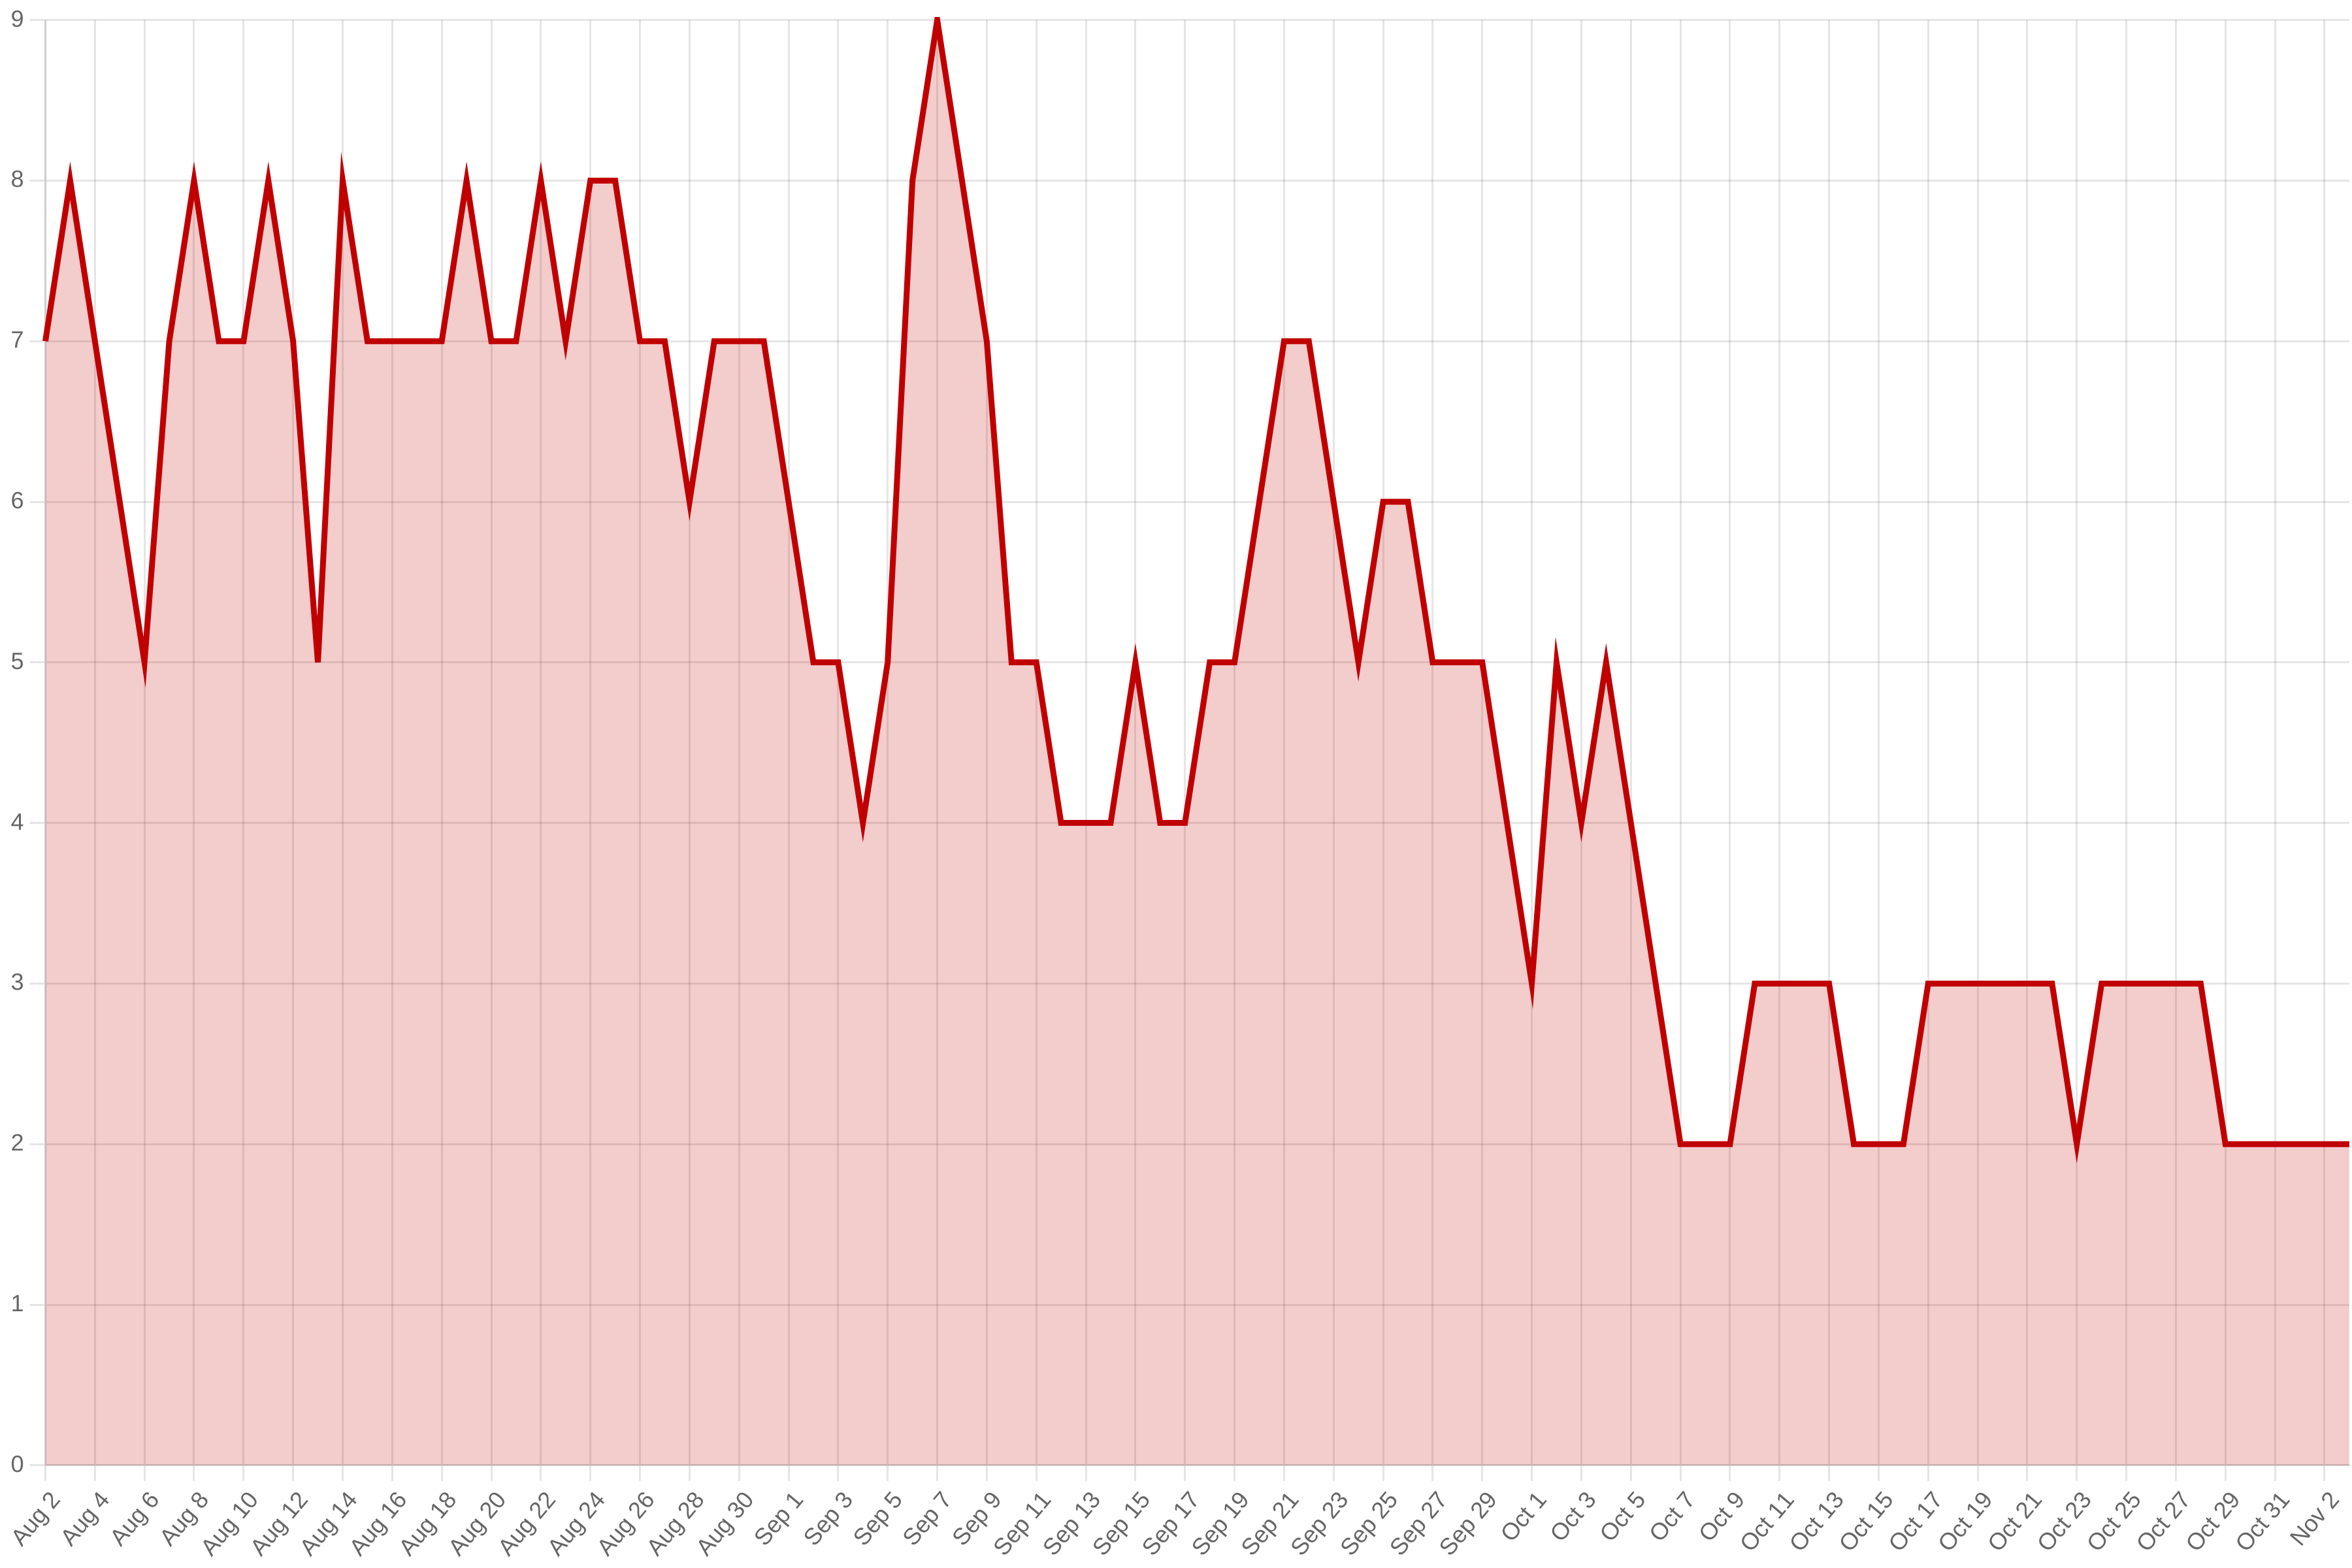 9
8
7
6
5
4
3
2
1
0
Aug 2
Aug 4
Aug 6
Aug 8
Aug 10
Aug 12
Aug 14
Aug 16
Aug 18
Aug 20
Aug 22
Aug 24
Aug 26
Aug 28
Aug 30
Sep 1
Sep 3
Sep 5
Sep 7
Sep 9
Sep 11
Sep 13
Sep 15
Sep 17
Sep 19
Sep 21
Sep 23
Sep 25
Sep 27
Sep 29
Oct 1
Oct 3
Oct 5
Oct 7
Oct 9
Oct 11
Oct 13
Oct 15
Oct 17
Oct 19
Oct 21
Oct 23
Oct 25
Oct 27
Oct 29
Oct 31
Nov 2